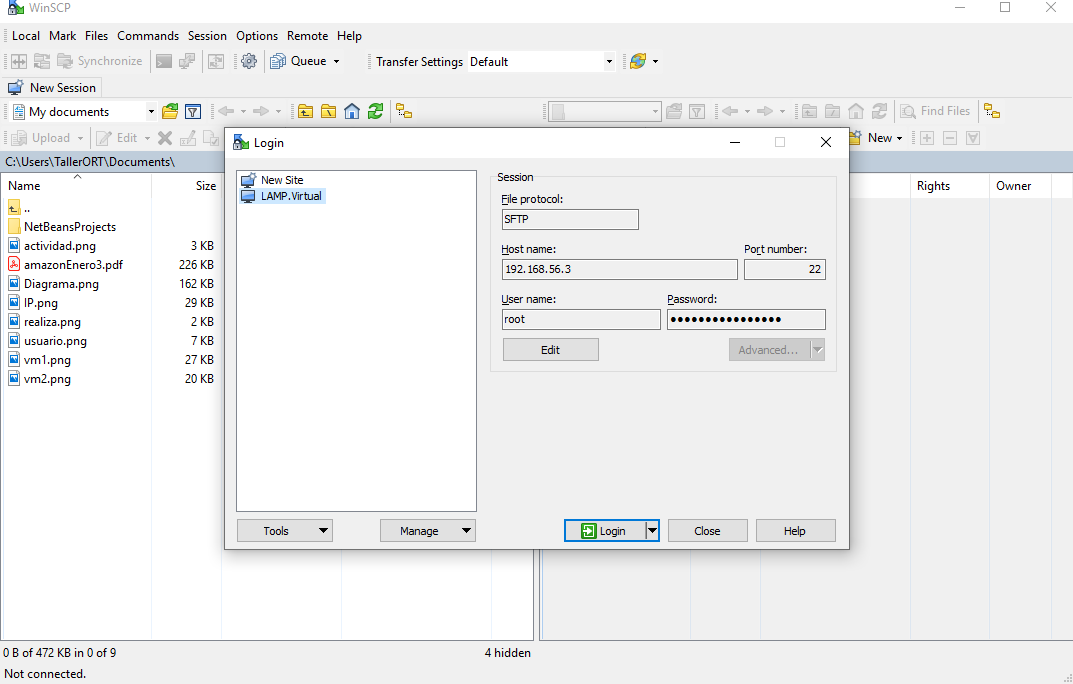 WinSCP
Local Mark Files Commands Session Options Remote Help
Synchronize Queue Transfer Settings Default
New Session
My documents Find Files
Upload Edit New
C:\Users\TallerORT\Documents\
Name Size Rights Owner
..
NetBeansProjects
actividad.png 3 KB
amazonEnero3.pdf 226 KB
Diagrama.png 162 KB
IP.png 29 KB
realiza.png 2 KB
usuario.png 7 KB
vm1.png 27 KB
vm2.png 20 KB
Login
New Site
LAMP.Virtual
Session
File protocol:
SFTP
Host name: Port number:
192.168.56.3 22
User name: Password:
root ●●●●●●●●●●●●●●●●
Edit Advanced...
Tools Manage Login Close Help
0 B of 472 KB in 0 of 9 4 hidden
Not connected.